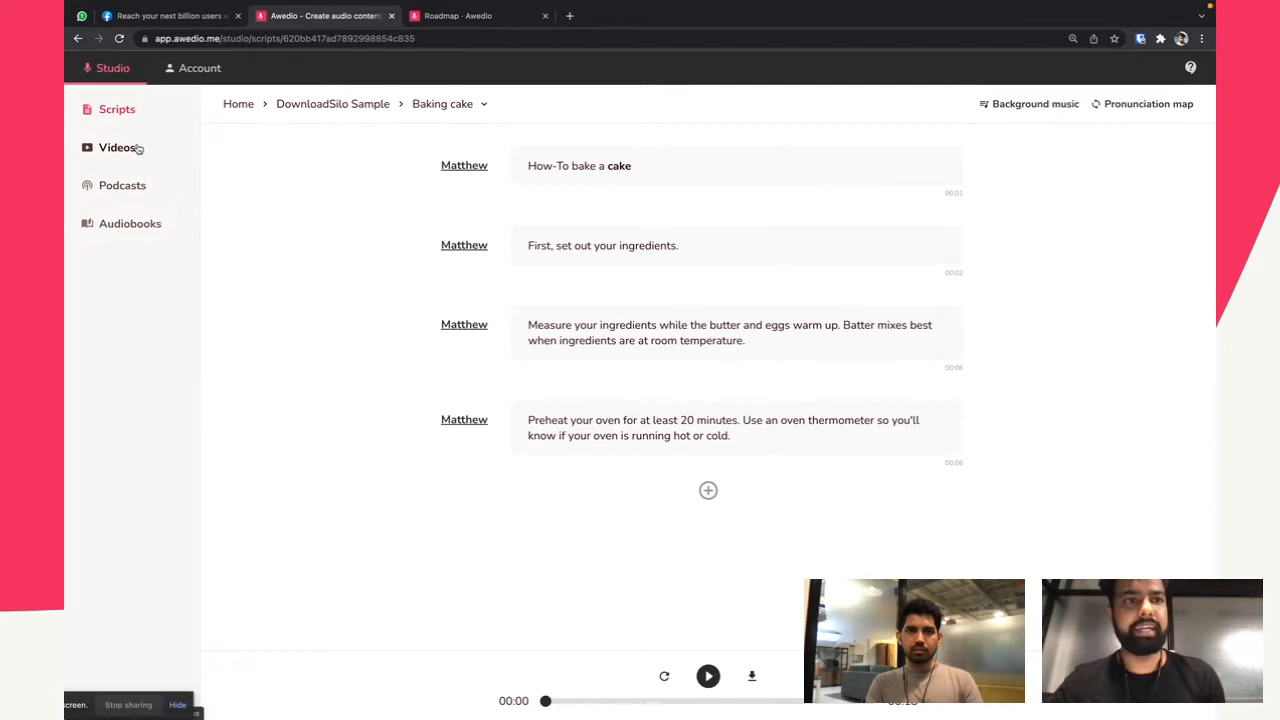 Reach your next billion users w
Awedio - Create audio conten
Roadmap · Awedio
app.awedio.me/studio/scripts/620bb417ad7892998854c835
Studio
Account
Scripts
Videos
Podcasts
Audiobooks
Home
DownloadSilo Sample
Baking cake
Background music
Pronunciation map
Matthew
How-To bake a cake
00:01
Matthew
First, set out your ingredients.
00:02
Matthew
Measure your ingredients while the butter and eggs warm up. Batter mixes best
when ingredients are at room temperature.
00:06
Matthew
Preheat your oven for at least 20 minutes. Use an oven thermometer so you'll
know if your oven is running hot or cold.
00:06
00:00
screen.
Stop sharing
Hide